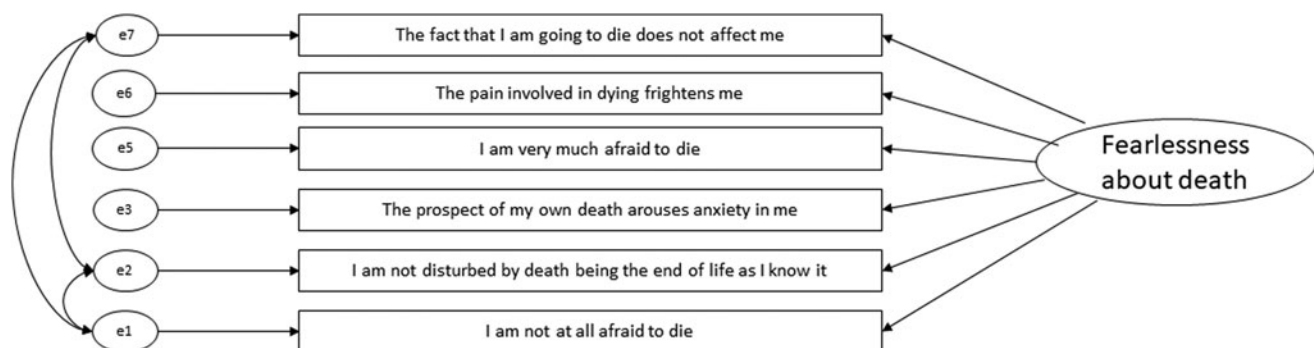 e7
The fact that I am going to die does not affect me
e6
The pain involved in dying frightens me
e5
I am very much afraid to die
Fearlessness
about death
e3
The prospect of my own death arouses anxiety in me
e2
I am not disturbed by death being the end of life as I know it
e1
I am not at all afraid to die